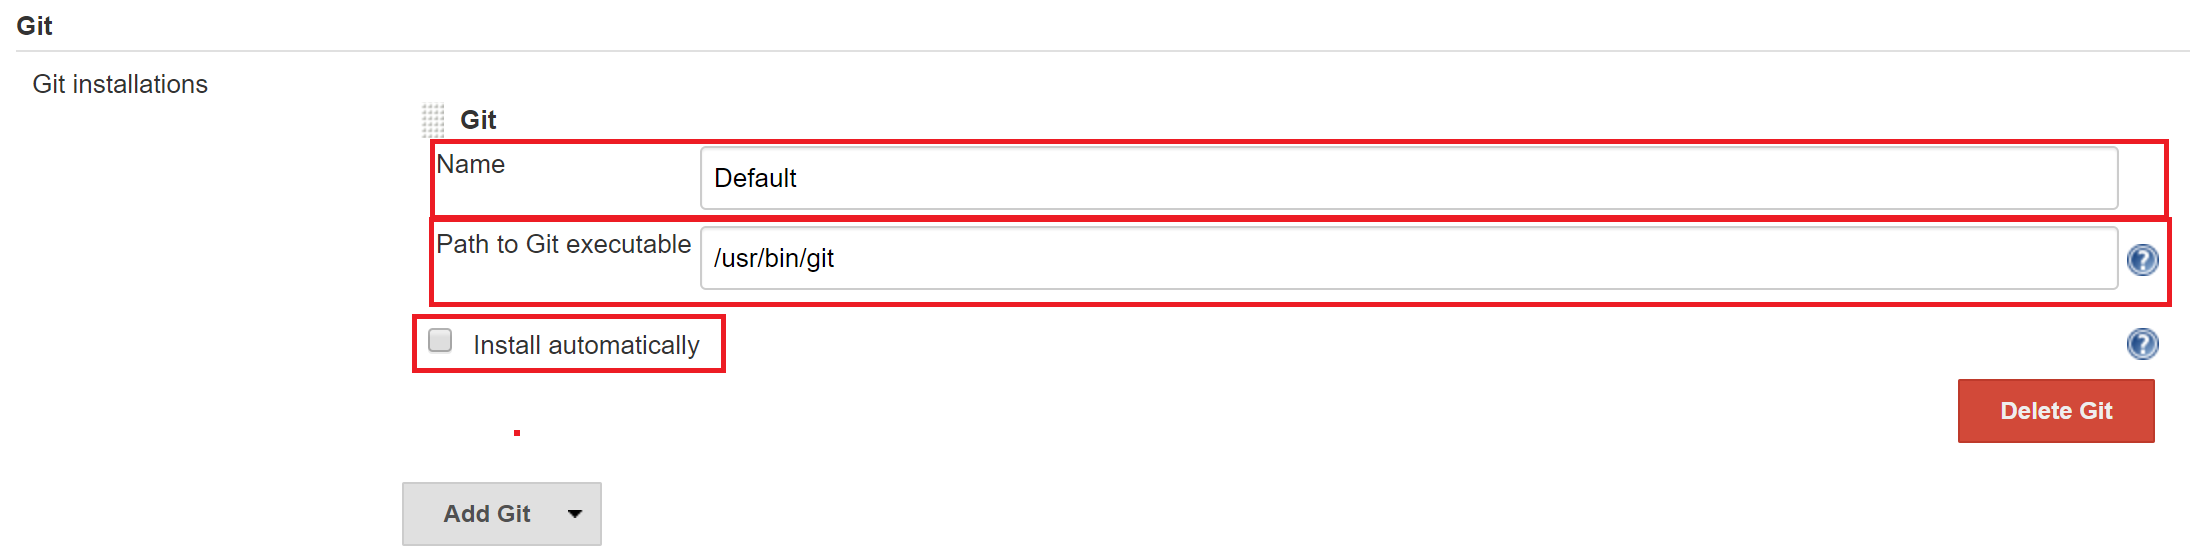 Git
Git installations
Git
Name
Default
Path to Git executable
/usr/bin/git
?
Install automatically
?
Delete Git
Add Git